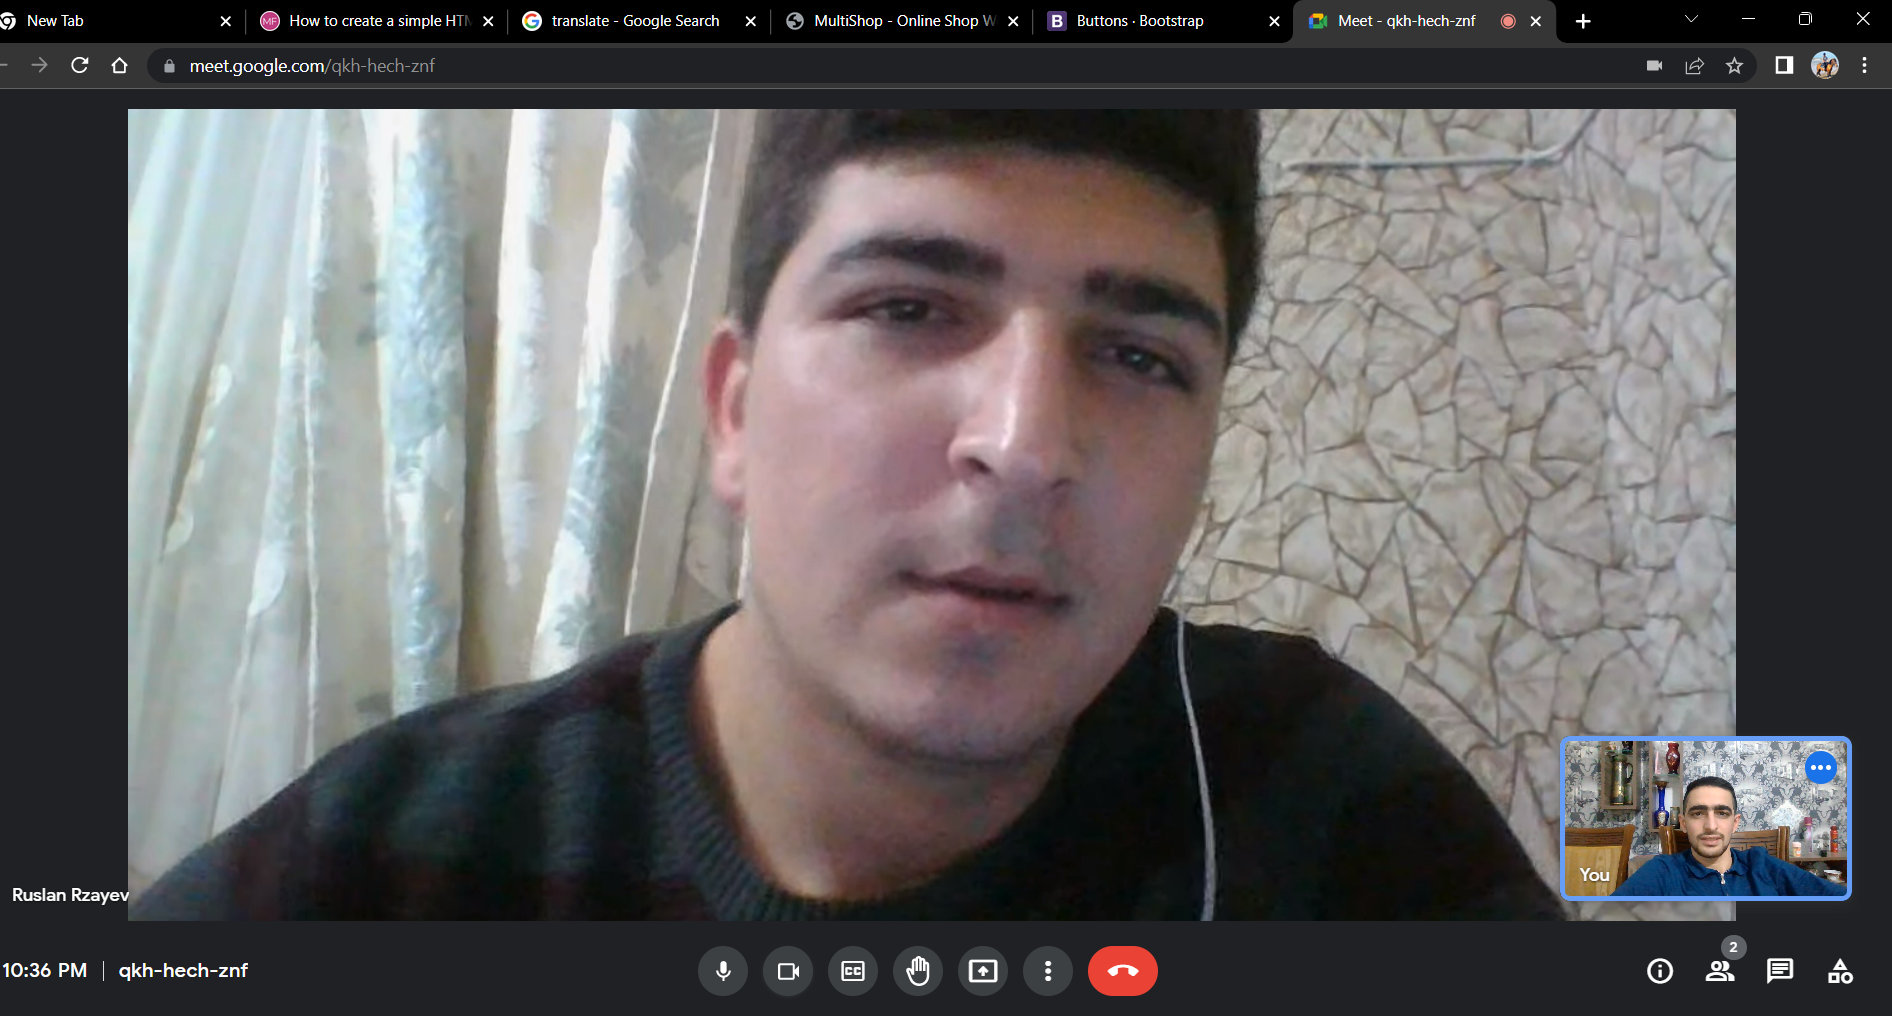 New Tab
How to create a simple HTM
translate - Google Search
MultiShop - Online Shop W
Buttons · Bootstrap
Meet - qkh-hech-znf
meet.google.com/qkh-hech-znf
You
Ruslan Rzayev
10:36 PM | qkh-hech-znf
CC
2